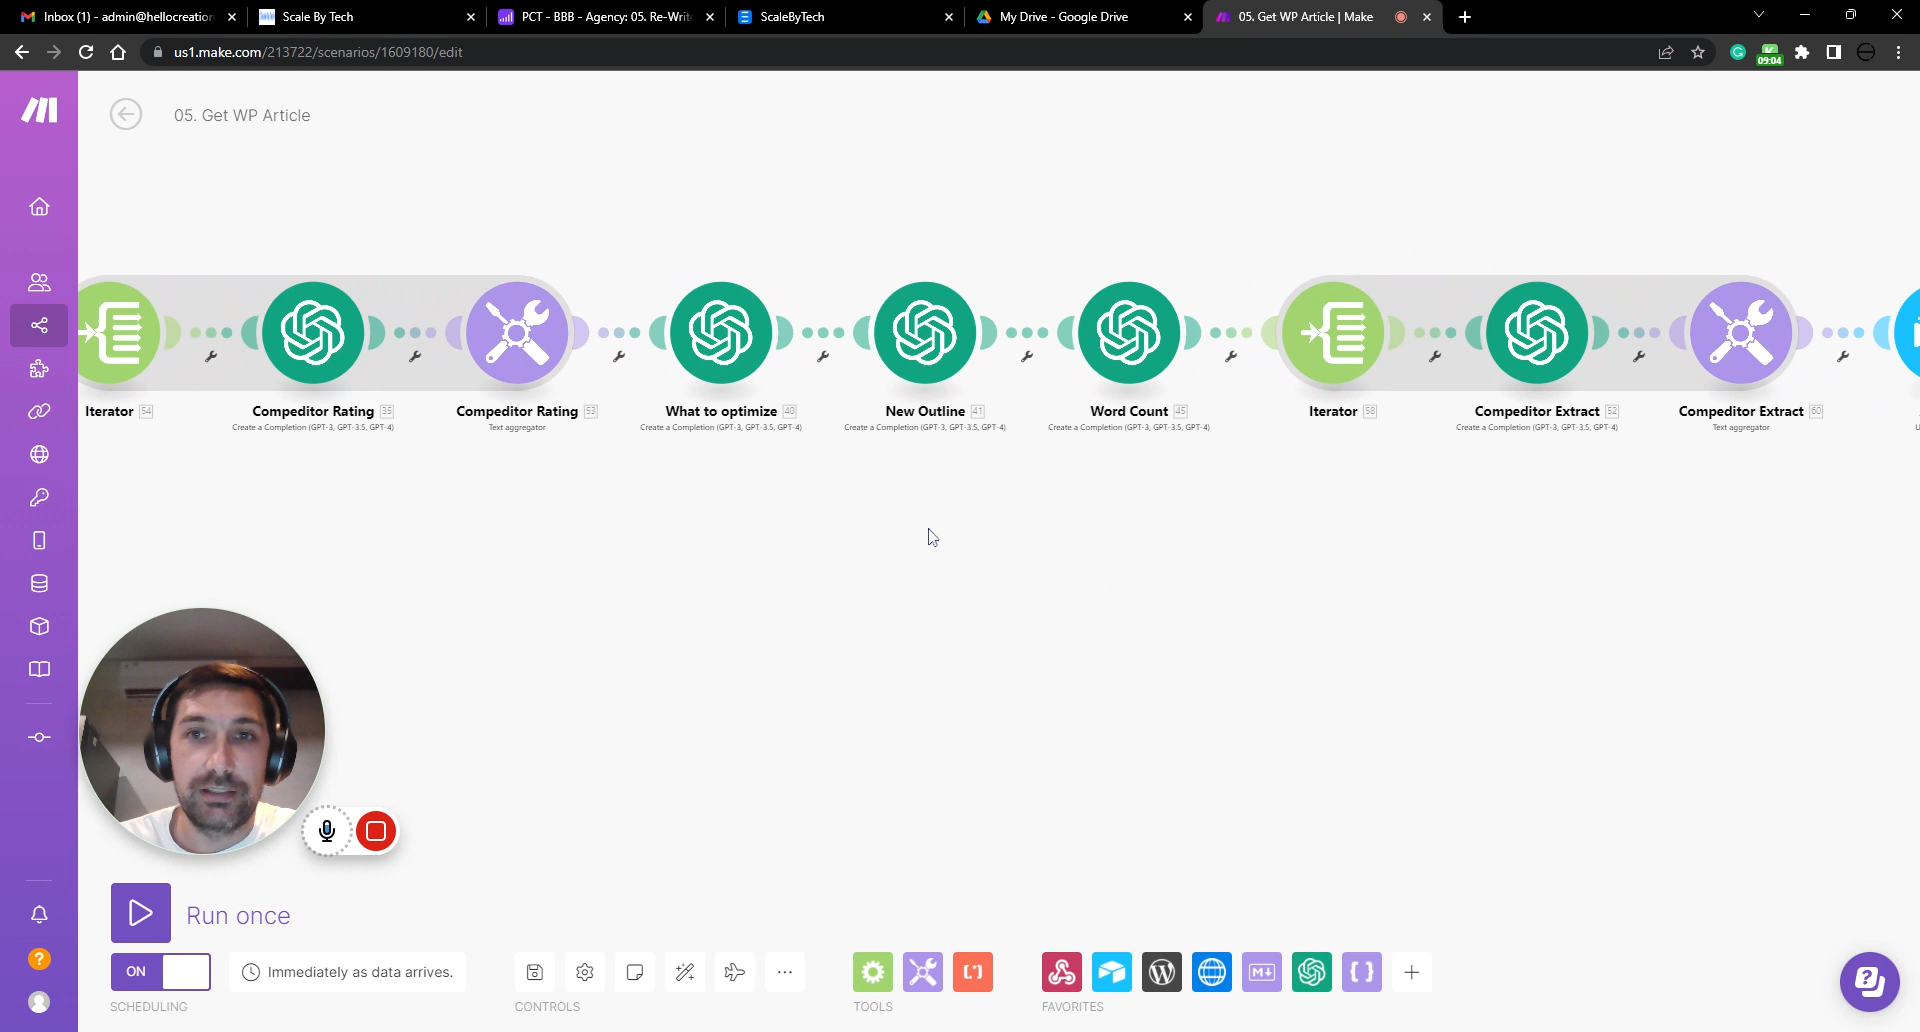 Inbox (1) - admin@hellocreation
Scale By Tech
PCT - BBB - Agency: 05. Re-Writ
ScaleByTech
My Drive - Google Drive
05. Get WP Article | Make
us1.make.com/213722/scenarios/1609180/edit
09:04
05. Get WP Article
Iterator 54
Compeditor Rating 35
Create a Completion (GPT-3, GPT-3.5, GPT-4)
Compeditor Rating 53
Text aggregator
What to optimize 40
Create a Completion (GPT-3, GPT-3.5, GPT-4)
New Outline 41
Create a Completion (GPT-3, GPT-3.5, GPT-4)
Word Count 45
Create a Completion (GPT-3, GPT-3.5, GPT-4)
Iterator 58
Compeditor Extract 52
Create a Completion (GPT-3, GPT-3.5, GPT-4)
Compeditor Extract 60
Text aggregator
Run once
ON
Immediately as data arrives.
SCHEDULING
CONTROLS
TOOLS
FAVORITES